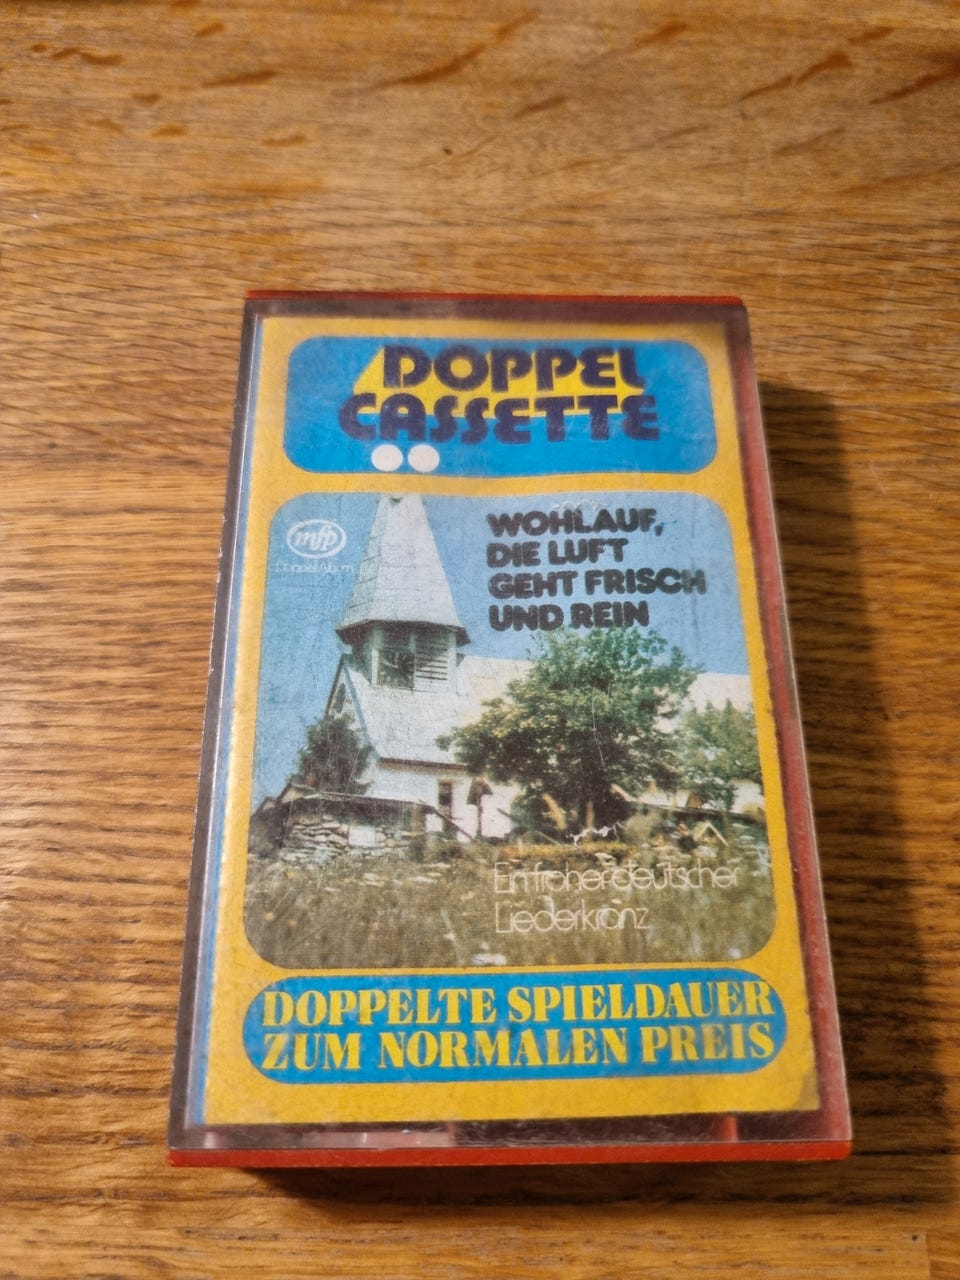 DOPPEL
CASSETTE
mfp
Doppel Album
WOHLAUF,
DIE LUFT
GEHT FRISCH
UND REIN
Ein froher deutscher
Liederkranz
DOPPELTE SPIELDAUER
ZUM NORMALEN PREIS